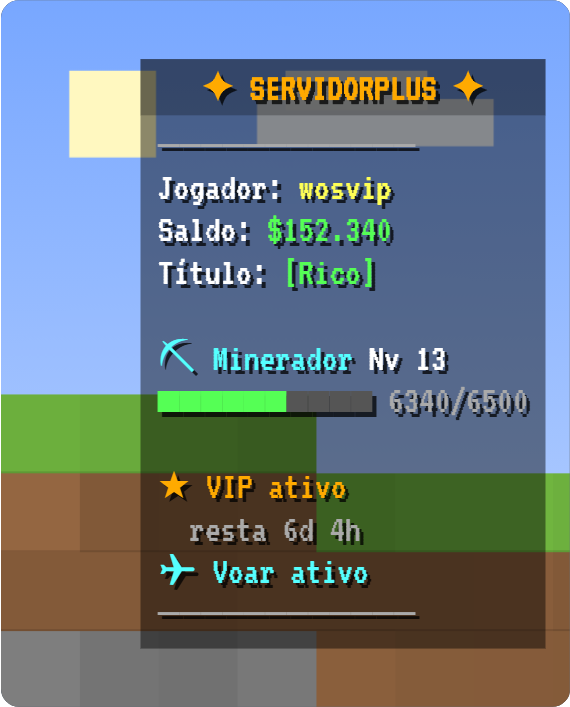 ✦ SERVIDORPLUS ✦
Jogador: wosvip
Saldo: $152.340
Título: [Rico]
⛏ Minerador Nv 13
6340/6500
★ VIP ativo
resta 6d 4h
✈ Voar ativo